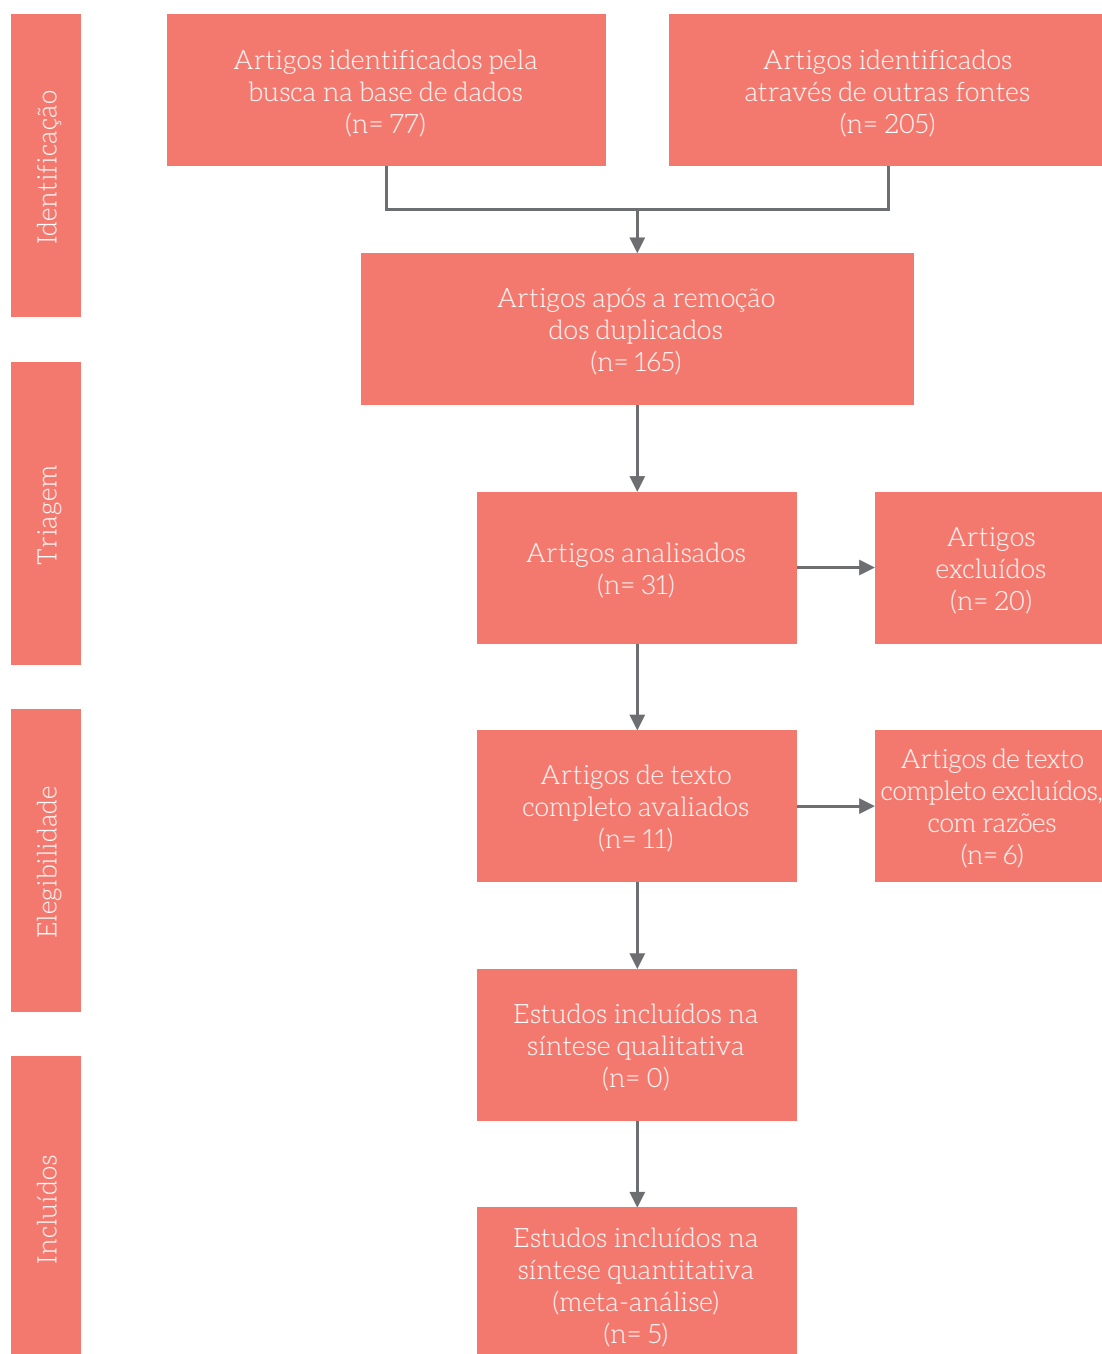 Identificação
Artigos identificados pela
busca na base de dados
(n= 77)
Artigos identificados
através de outras fontes
(n= 205)
Artigos após a remoção
dos duplicados
(n= 165)
Triagem
Artigos analisados
(n= 31)
Artigos
excluídos
(n= 20)
Elegibilidade
Artigos de texto
completo avaliados
(n= 11)
Artigos de texto
completo excluídos,
com razões
(n= 6)
Estudos incluídos na
síntese qualitativa
(n= 0)
Incluídos
Estudos incluídos na
síntese quantitativa
(meta-análise)
(n= 5)